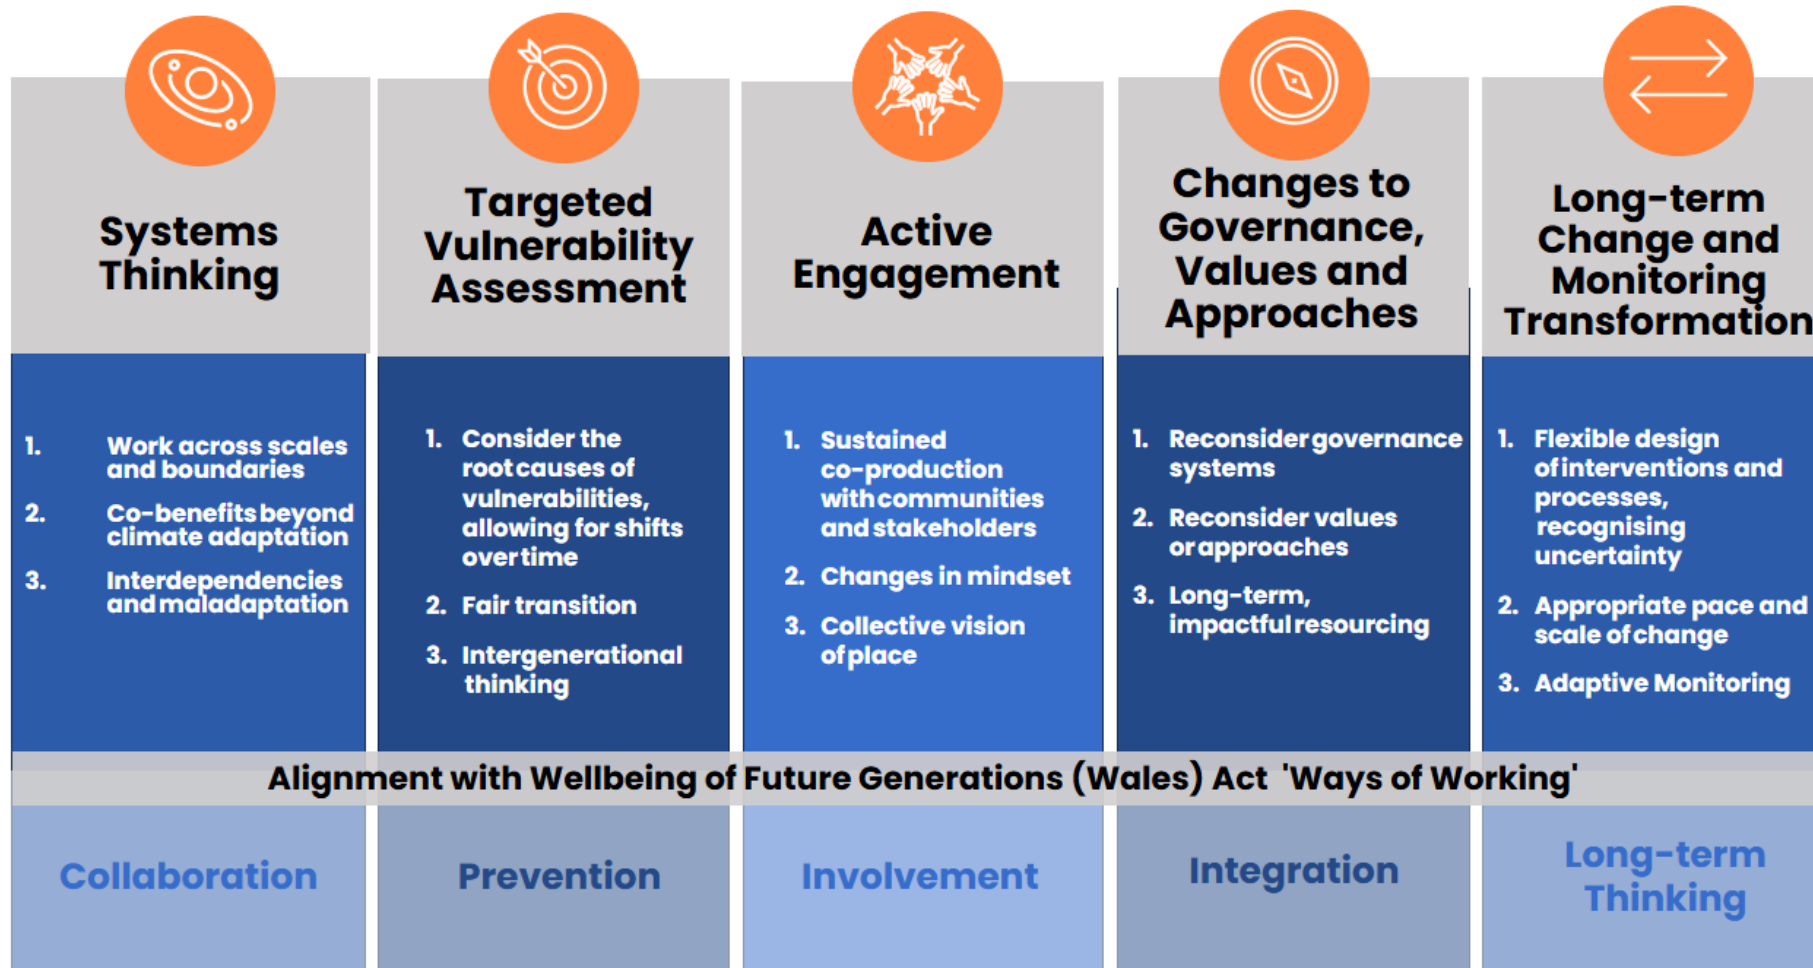 Systems
Thinking
Targeted
Vulnerability
Assessment
Active
Engagement
Changes to
Governance,
Values and
Approaches
Long-term
Change and
Monitoring
Transformation
1. Work across scales
and boundaries
2. Co-benefits beyond
climate adaptation
3. Interdependencies
and maladaptation
1. Consider the
root causes of
vulnerabilities,
allowing for shifts
over time
2. Fair transition
3. Intergenerational
thinking
1. Sustained
co-production
with communities
and stakeholders
2. Changes in mindset
3. Collective vision
of place
1. Reconsider governance
systems
2. Reconsider values
or approaches
3. Long-term,
impactful resourcing
1. Flexible design
of interventions and
processes,
recognising
uncertainty
2. Appropriate pace and
scale of change
3. Adaptive Monitoring
Alignment with Wellbeing of Future Generations (Wales) Act 'Ways of Working'
Collaboration
Prevention
Involvement
Integration
Long-term
Thinking